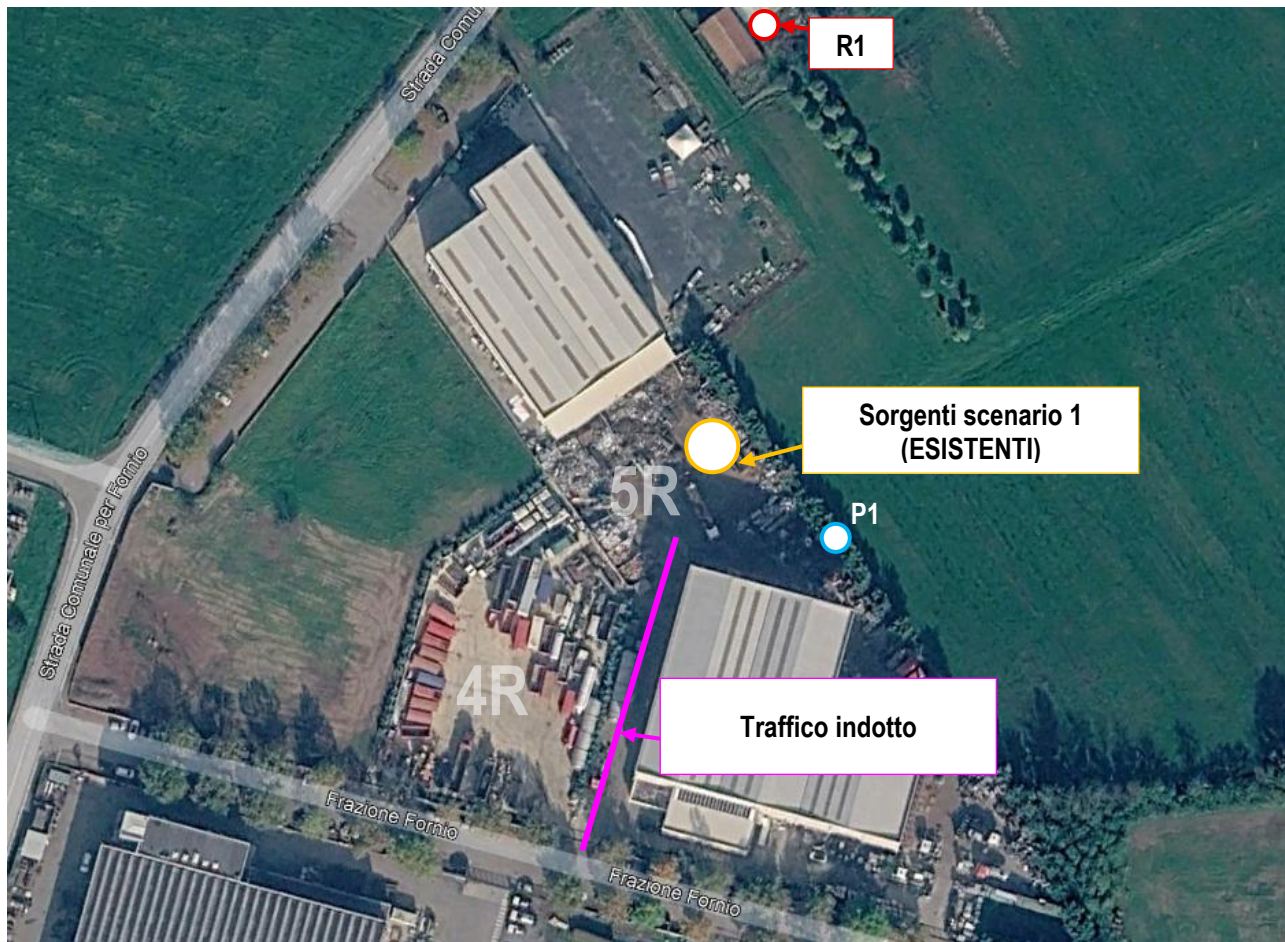 Strada Comu
R1
Sorgenti scenario 1
(ESISTENTI)
5R
P1
Strada Comunale per Fornio
4R
Traffico indotto
Frazione Fornio
Frazione Fornio